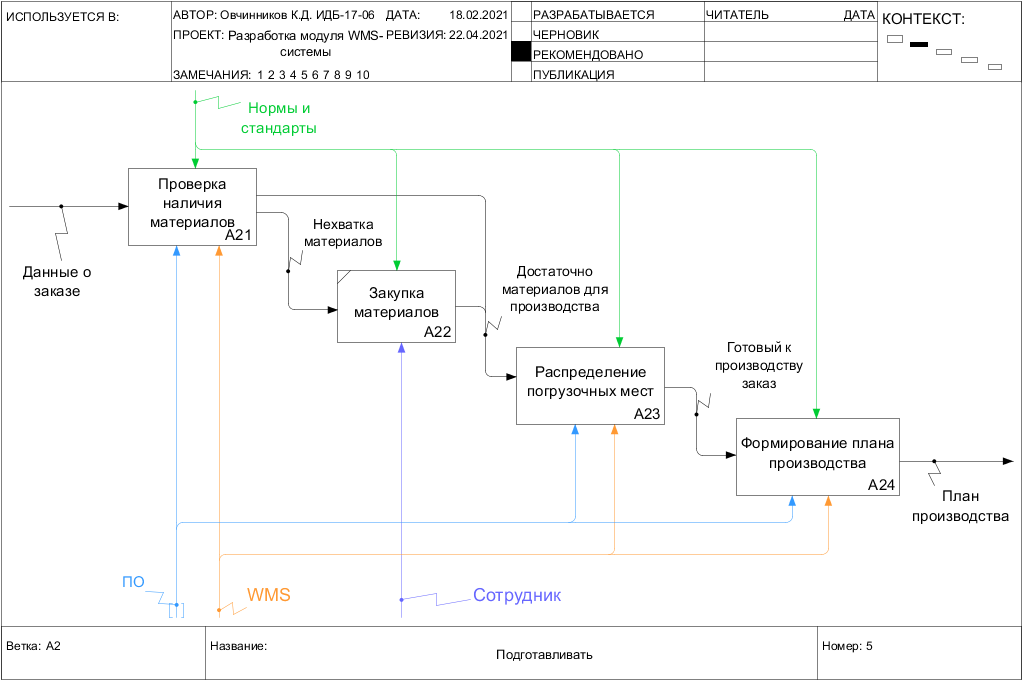 ИСПОЛЬЗУЕТСЯ В:
АВТОР: Овчинников К.Д. ИДБ-17-06 ДАТА: 18.02.2021
ПРОЕКТ: Разработка модуля WMS-системы РЕВИЗИЯ: 22.04.2021
ЗАМЕЧАНИЯ: 1 2 3 4 5 6 7 8 9 10
РАЗРАБАТЫВАЕТСЯ
ЧЕРНОВИК
РЕКОМЕНДОВАНО
ПУБЛИКАЦИЯ
ЧИТАТЕЛЬ ДАТА
КОНТЕКСТ:
Нормы и
стандарты
Проверка
наличия
материалов
A21
Данные о
заказе
Нехватка
материалов
Закупка
материалов
A22
Достаточно
материалов для
производства
Распределение
погрузочных мест
A23
Готовый к
производству
заказ
Формирование плана
производства
A24
План
производства
ПО
WMS
Сотрудник
Ветка: A2
Название:
Подготавливать
Номер: 5